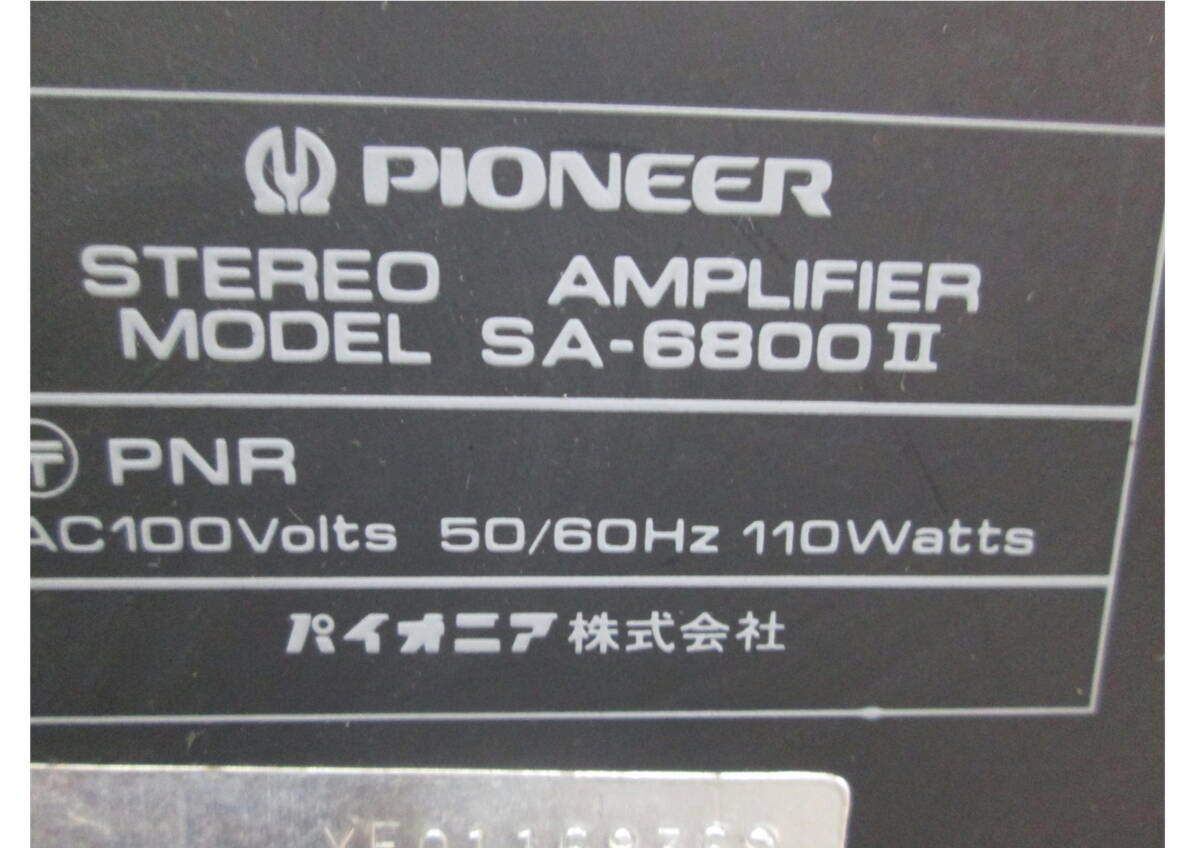 PIONEER
STEREO AMPLIFIER
MODEL SA-6800II
PNR
AC100Volts 50/60Hz 110Watts
パイオニア株式会社